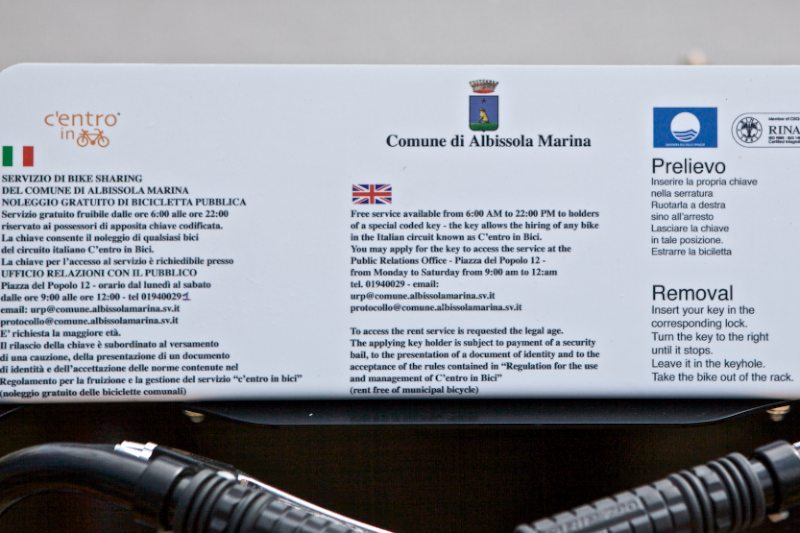 c'entro
in
SERVIZIO DI BIKE SHARING
DEL COMUNE DI ALBISSOLA MARINA
NOLEGGIO GRATUITO DI BICICLETTA PUBBLICA
Servizio gratuito fruibile dalle ore 6:00 alle ore 22:00
riservato ai possessori di apposita chiave codificata.
La chiave consente il noleggio di qualsiasi bici
del circuito italiano C'entro in Bici.
La chiave per l'accesso al servizio è richiedibile presso
UFFICIO RELAZIONI CON IL PUBBLICO
Piazza del Popolo 12 - orario dal lunedì al sabato
dalle ore 9:00 alle ore 12:00 - tel 019400291
email: urp@comune.albissolamarina.sv.it
protocollo@comune.albissolamarina.sv.it
E' richiesta la maggiore età.
Il rilascio della chiave è subordinato al versamento
di una cauzione, della presentazione di un documento
di identità e dell'accettazione delle norme contenute nel
Regolamento per la fruizione e la gestione del servizio "c'entro in bici"
(noleggio gratuito delle biciclette comunali)
Comune di Albissola Marina
Free service available from 6:00 AM to 22:00 PM to holders
of a special coded key - the key allows the hiring of any bike
in the Italian circuit known as C'entro in Bici.
You may apply for the key to access the service at the
Public Relations Office - Piazza del Popolo 12 -
from Monday to Saturday from 9:00 am to 12:am
tel. 01940029 - email:
urp@comune.albissolamarina.sv.it
protocollo@comune.albissolamarina.sv.it
To access the rent service is requested the legal age.
The applying key holder is subject to payment of a security
bail, to the presentation of a document of identity and to the
acceptance of the rules contained in "Regulation for the use
and management of C'entro in Bici"
(rent free of municipal bicycle)
RINA
Prelievo
Inserire la propria chiave
nella serratura
Ruotarla a destra
sino all'arresto
Lasciare la chiave
in tale posizione.
Estrarre la bicletta
Removal
Insert your key in the
corresponding lock.
Turn the key to the right
until it stops.
Leave it in the keyhole.
Take the bike out of the rack.